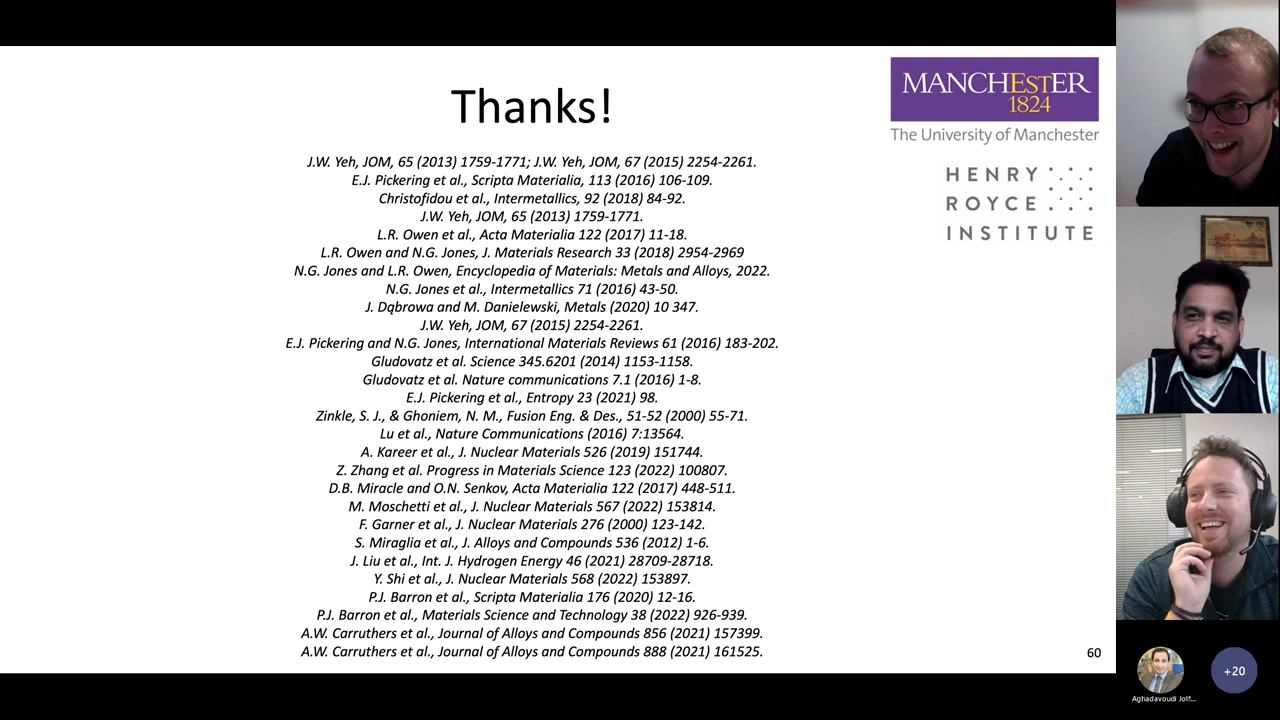 Thanks!
MANCHESTER
1824
The University of Manchester
HENRY
ROYCE
INSTITUTE
J.W. Yeh, JOM, 65 (2013) 1759-1771; J.W. Yeh, JOM, 67 (2015) 2254-2261.
E.J. Pickering et al., Scripta Materialia, 113 (2016) 106-109.
Christofidou et al., Intermetallics, 92 (2018) 84-92.
J.W. Yeh, JOM, 65 (2013) 1759-1771.
L.R. Owen et al., Acta Materialia 122 (2017) 11-18.
L.R. Owen and N.G. Jones, J. Materials Research 33 (2018) 2954-2969
N.G. Jones and L.R. Owen, Encyclopedia of Materials: Metals and Alloys, 2022.
N.G. Jones et al., Intermetallics 71 (2016) 43-50.
J. Dąbrowa and M. Danielewski, Metals (2020) 10 347.
J.W. Yeh, JOM, 67 (2015) 2254-2261.
E.J. Pickering and N.G. Jones, International Materials Reviews 61 (2016) 183-202.
Gludovatz et al. Science 345.6201 (2014) 1153-1158.
Gludovatz et al. Nature communications 7.1 (2016) 1-8.
E.J. Pickering et al., Entropy 23 (2021) 98.
Zinkle, S. J., & Ghoniem, N. M., Fusion Eng. & Des., 51-52 (2000) 55-71.
Lu et al., Nature Communications (2016) 7:13564.
A. Kareer et al., J. Nuclear Materials 526 (2019) 151744.
Z. Zhang et al. Progress in Materials Science 123 (2022) 100807.
D.B. Miracle and O.N. Senkov, Acta Materialia 122 (2017) 448-511.
M. Moschetti et al., J. Nuclear Materials 567 (2022) 153814.
F. Garner et al., J. Nuclear Materials 276 (2000) 123-142.
S. Miraglia et al., J. Alloys and Compounds 536 (2012) 1-6.
J. Liu et al., Int. J. Hydrogen Energy 46 (2021) 28709-28718.
Y. Shi et al., J. Nuclear Materials 568 (2022) 153897.
P.J. Barron et al., Scripta Materialia 176 (2020) 12-16.
P.J. Barron et al., Materials Science and Technology 38 (2022) 926-939.
A.W. Carruthers et al., Journal of Alloys and Compounds 856 (2021) 157399.
A.W. Carruthers et al., Journal of Alloys and Compounds 888 (2021) 161525.
60
+20
Aghadavoudi Jolf...